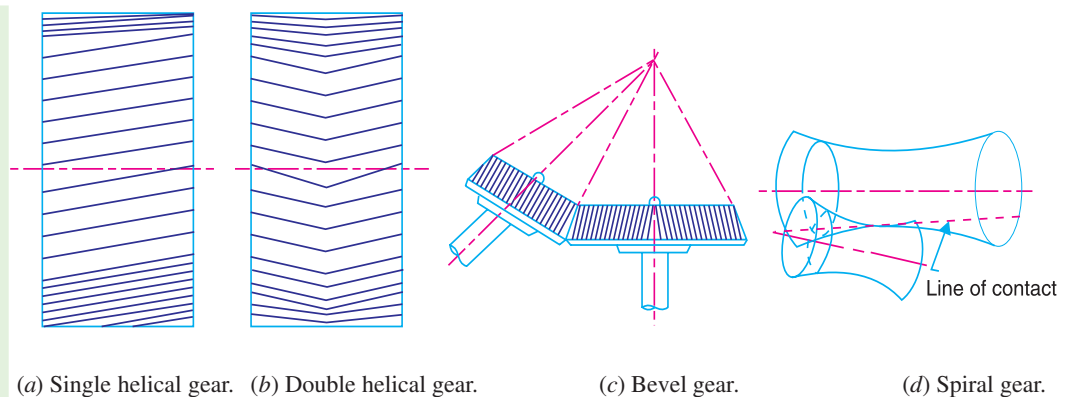 Line of contact
(a) Single helical gear. (b) Double helical gear. (c) Bevel gear. (d) Spiral gear.